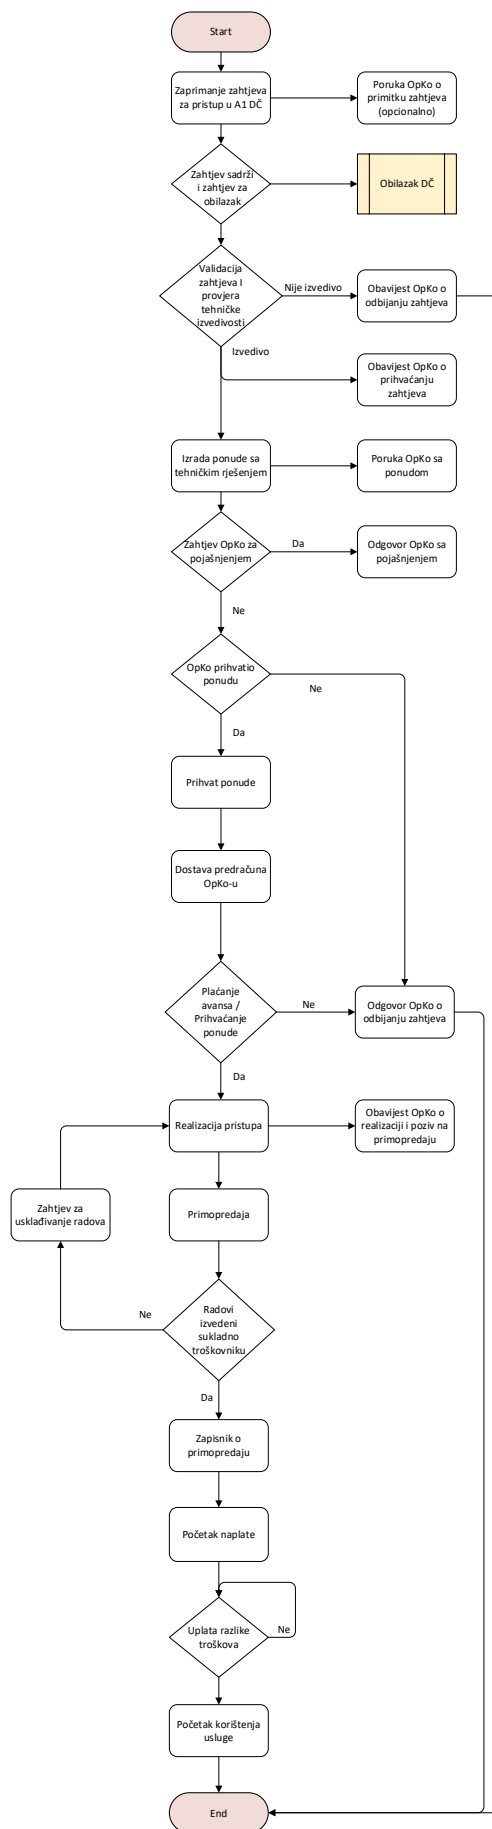 Start
Zaprimanje zahtjeva
za pristup u A1 DČ
Poruka OpKo o
primitku zahtjeva
(opcionalno)
Zahtjev sadrži
i zahtjev za
obilazak
Obilazak DČ
Validacija
zahtjeva I
provjera
tehničke
izvedivosti
Nije izvedivo
Obavijest OpKo o
odbijanju zahtjeva
Izvedivo
Obavijest OpKo o
prihvaćanju
zahtjeva
Izrada ponude sa
tehničkim rješenjem
Poruka OpKo sa
ponudom
Zahtjev OpKo za
pojašnjenjem
Da
Odgovor OpKo sa
pojašnjenjem
Ne
OpKo prihvatio
ponudu
Ne
Da
Prihvat ponude
Dostava predračuna
OpKo-u
Plaćanje
avansa /
Prihvaćanje
ponude
Ne
Odgovor OpKo o
odbijanju zahtjeva
Da
Realizacija pristupa
Obavijest OpKo o
realizaciji i poziv na
primopredaju
Zahtjev za
usklađivanje radova
Primopredaja
Ne
Radovi
izvedeni
sukladno
troškovniku
Da
Zapisnik o
primopredaju
Početak naplate
Uplata razlike
troškova
Ne
Početak korištenja
usluge
End